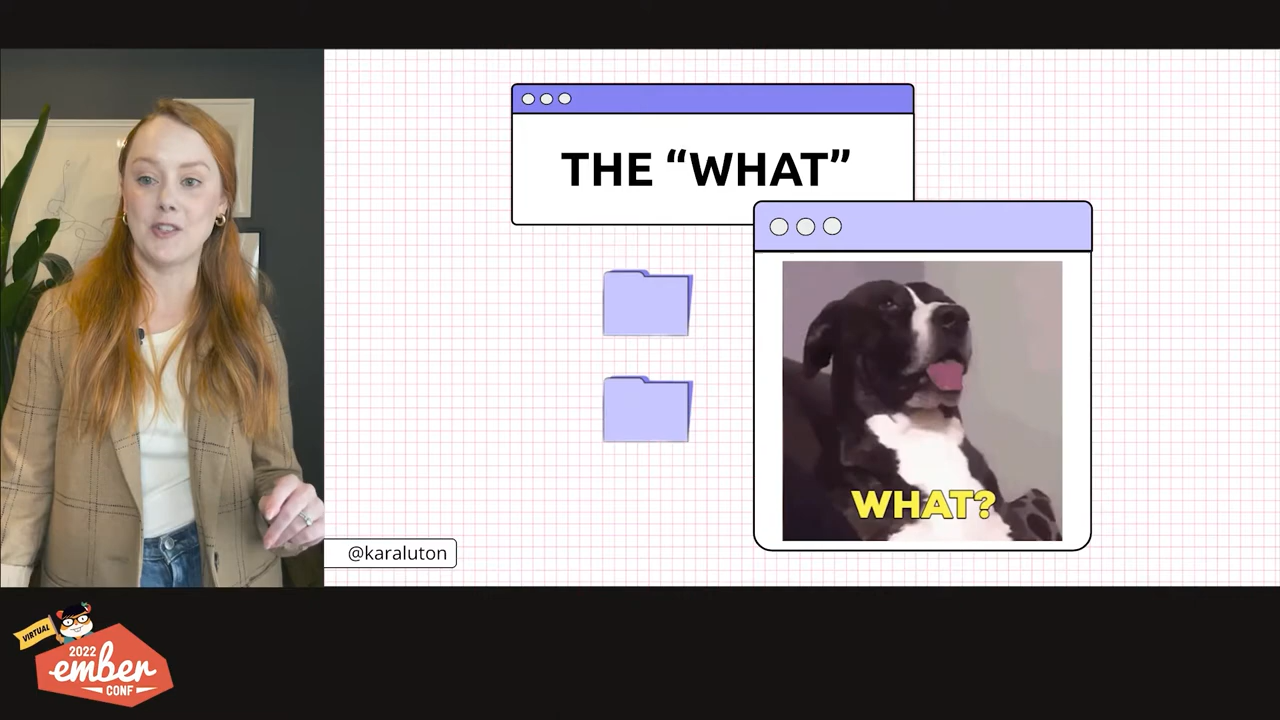 THE “WHAT”
WHAT?
@karaluton
VIRTUAL
2022
ember
CONF